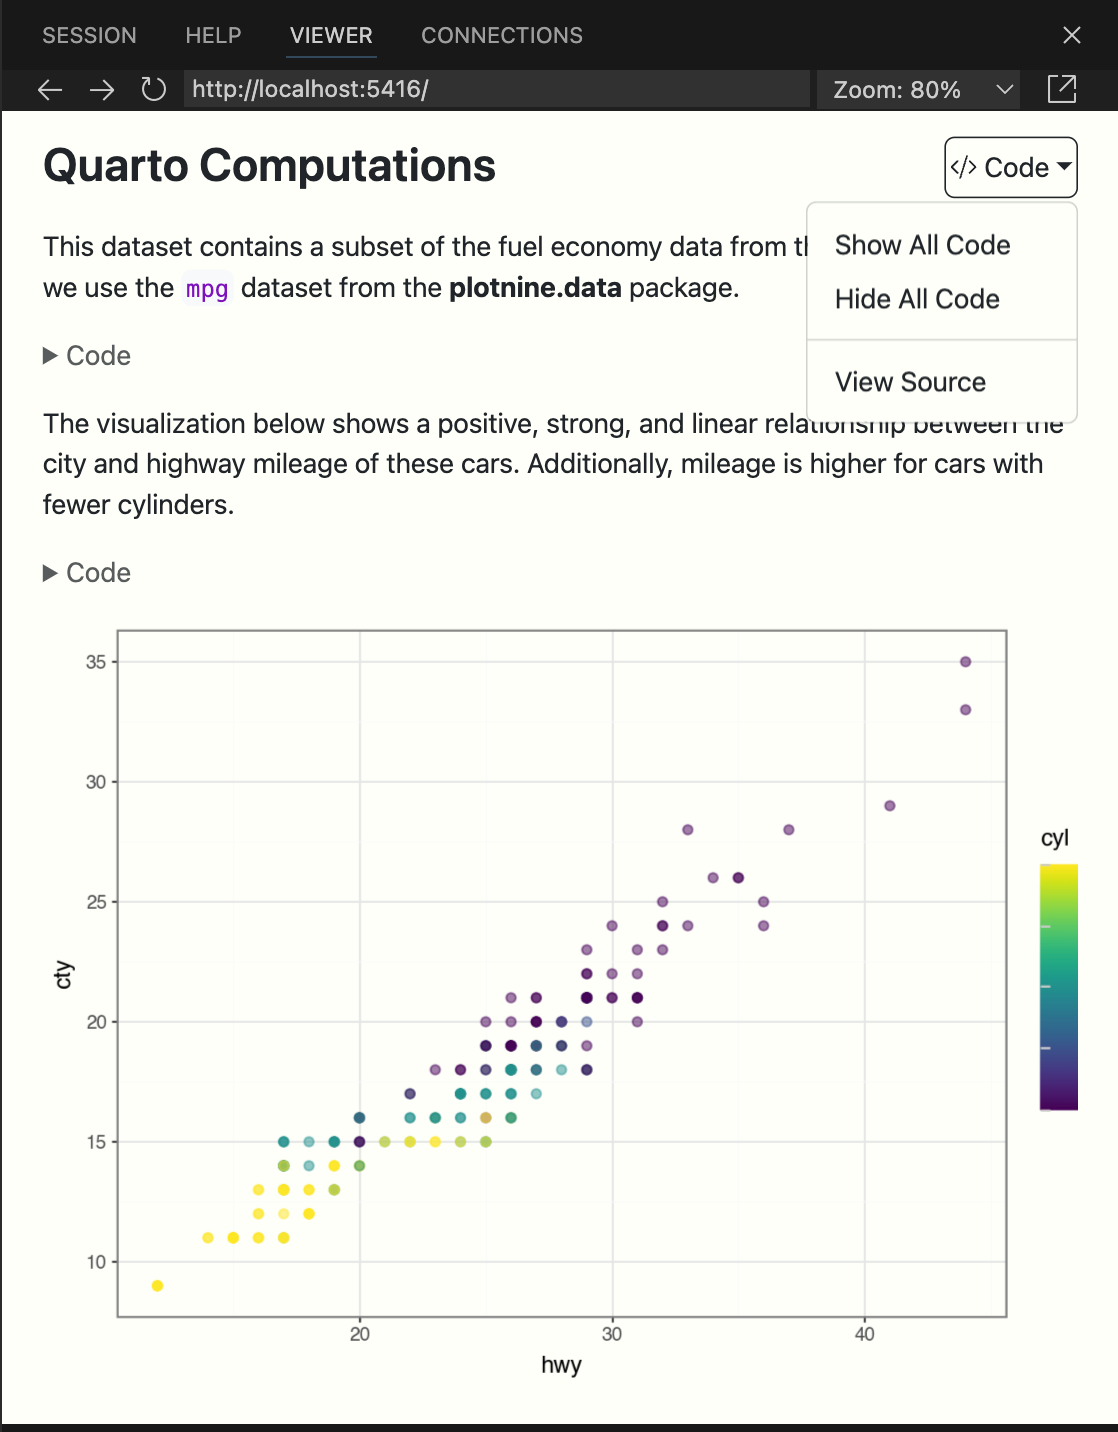 SESSION HELP VIEWER CONNECTIONS
http://localhost:5416/ Zoom: 80%
Quarto Computations
</> Code
Show All Code
Hide All Code
View Source
This dataset contains a subset of the fuel economy data from
we use the mpg dataset from the plotnine.data package.
Code
The visualization below shows a positive, strong, and linear relationship between the
city and highway mileage of these cars. Additionally, mileage is higher for cars with
fewer cylinders.
Code
35
30
25
20
15
10
cty
20 30 40
hwy
cyl